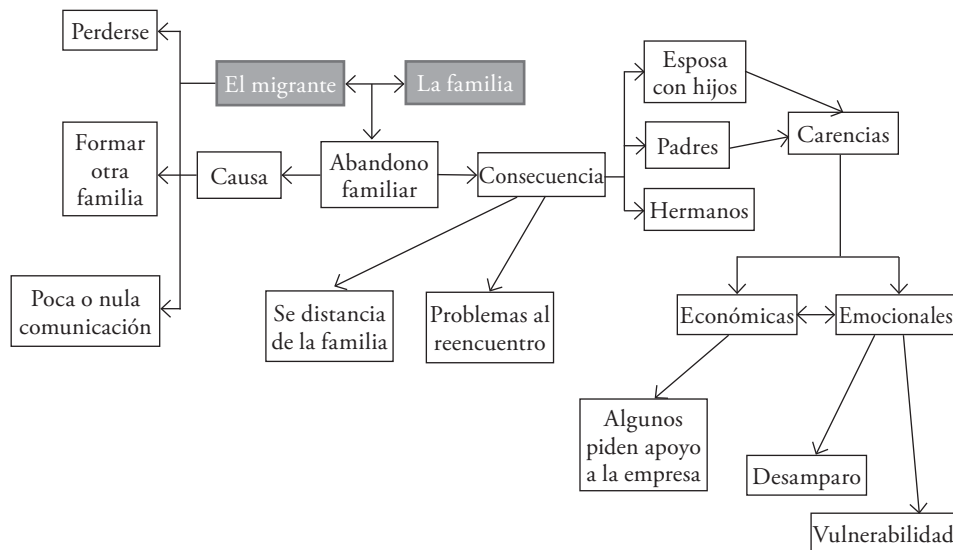 Perderse
El migrante
La familia
Esposa
con hijos
Formar
otra
familia
Causa
Abandono
familiar
Consecuencia
Padres
Carencias
Hermanos
Poca o nula
comunicación
Se distancia
de la familia
Problemas al
reencuentro
Económicas
Emocionales
Algunos
piden apoyo
a la empresa
Desamparo
Vulnerabilidad